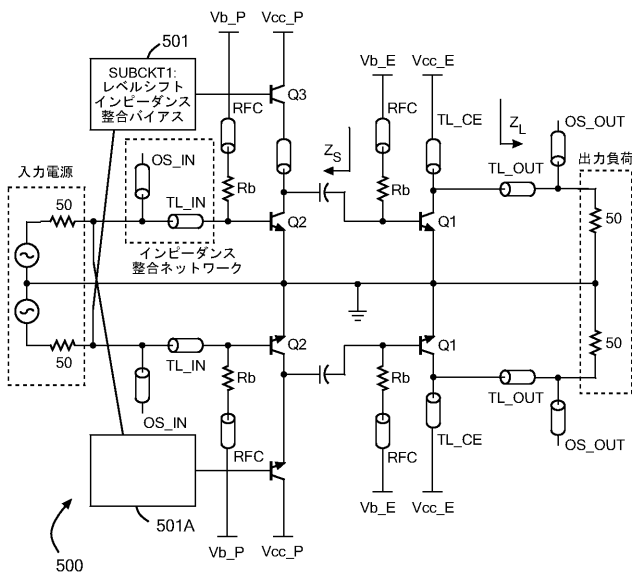 Vb_P Vcc_P
501
Vb_E Vcc_E
SUBCKT1:
レベルシフト
インピーダンス
整合バイアス
Q3
RFC
RFC
TL_CE
Z_L
OS_OUT
OS_IN
Z_S
TL_OUT
出力負荷
入力電源
50
TL_IN
Rb
Rb
50
Q2
Q1
インピーダンス
整合ネットワーク
50
TL_IN
Q2
Q1
50
Rb
Rb
TL_OUT
OS_IN
RFC
RFC
TL_CE
OS_OUT
501A
Vb_E Vcc_E
500
Vb_P Vcc_P